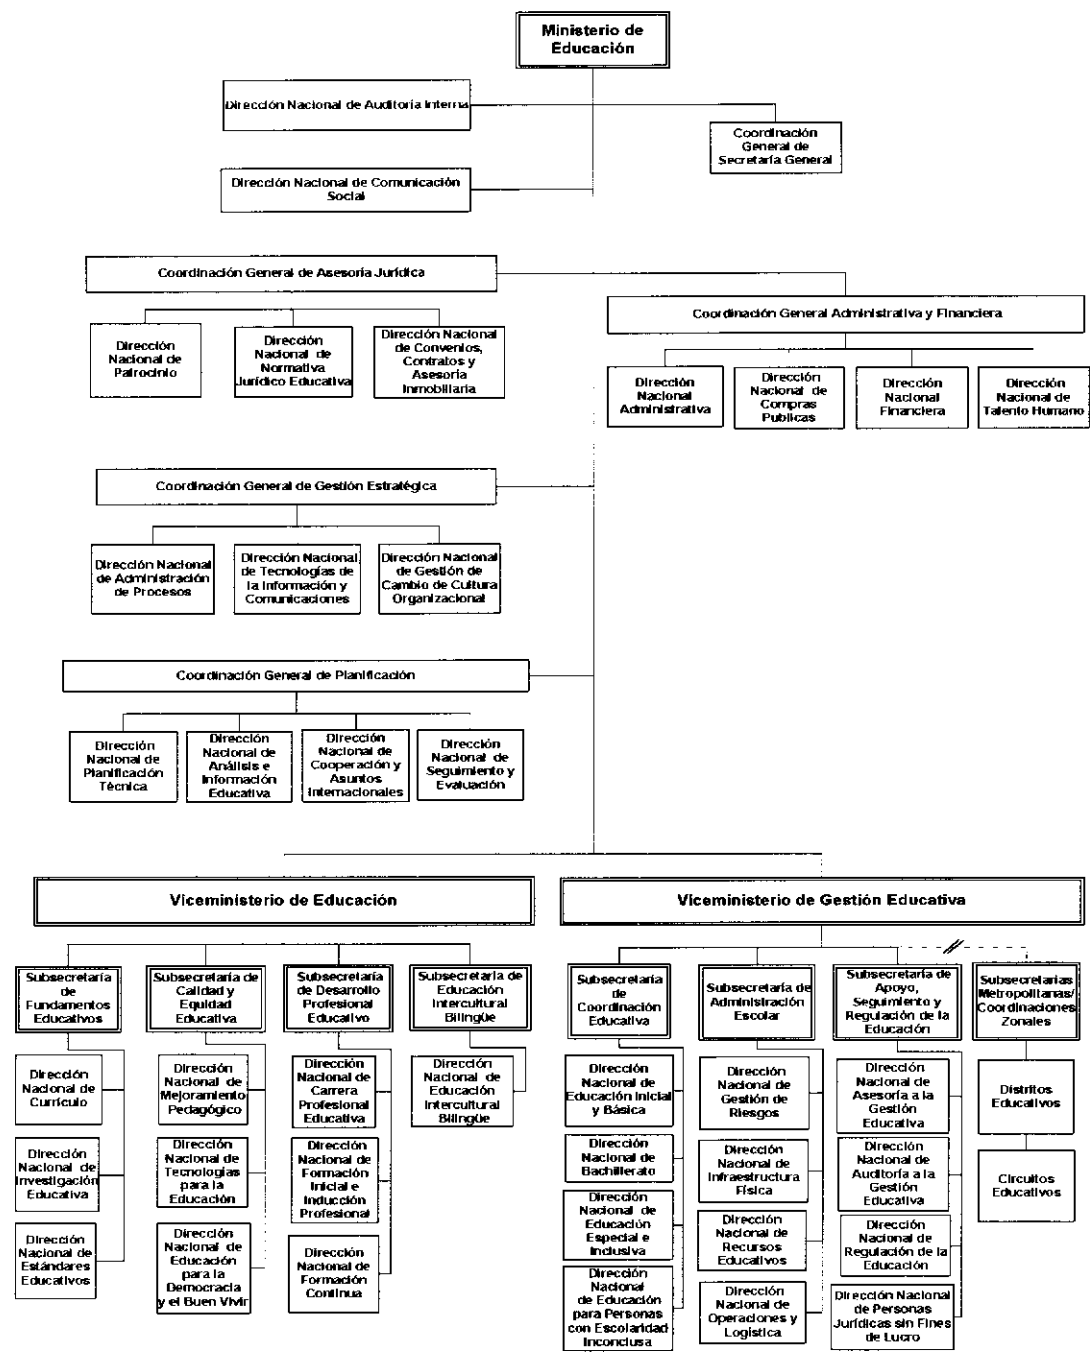 Ministerio de
Educación
Dirección Nacional de Auditoría Interna
Coordinación
General de
Secretaría General
Dirección Nacional de Comunicación
Social
Coordinación General de Asesoría Jurídica
Coordinación General Administrativa y Financiera
Dirección
Nacional de
Patrocinio
Dirección
Nacional de
Normativa
Jurídico Educativa
Dirección Nacional
de Convenios,
Contratos y
Asesoría
Inmobiliaria
Dirección
Nacional
Administrativa
Dirección
Nacional de
Compras
Publicas
Dirección
Nacional
Financiera
Dirección
Nacional de
Talento Humano
Coordinación General de Gestión Estratégica
Dirección Nacional
de Administración
de Procesos
Dirección Nacional
de Tecnologías de
la Información y
Comunicaciones
Dirección Nacional
de Gestión de
Cambio de Cultura
Organizacional
Coordinación General de Planificación
Dirección
Nacional de
Planificación
Técnica
Dirección
Nacional de
Análisis e
Información
Educativa
Dirección
Nacional de
Cooperación y
Asuntos
Internacionales
Dirección
Nacional de
Seguimiento y
Evaluación
Viceministerio de Educación
Viceministerio de Gestión Educativa
Subsecretaría
de
Fundamentos
Educativos
Subsecretaría de
Calidad y
Equidad
Educativa
Subsecretaría
de Desarrollo
Profesional
Educativo
Subsecretaría de
Educación
Intercultural
Bilingüe
Subsecretaría
de
Coordinación
Educativa
Subsecretaría
de
Administración
Escolar
Subsecretaría de
Apoyo,
Seguimiento y
Regulación de la
Educación
Subsecretarias
Metropolitanas/
Coordinaciones
Zonales
Dirección
Nacional de
Currículo
Dirección
Nacional de
Investigación
Educativa
Dirección
Nacional de
Estándares
Educativos
Dirección
Nacional de
Mejoramiento
Pedagógico
Dirección
Nacional de
Tecnologías
para la
Educación
Dirección
Nacional de
Educación
para la
Democracia
y el Buen Vivir
Dirección
Nacional de
Carrera
Profesional
Educativa
Dirección
Nacional de
Formación
Inicial e
Inducción
Profesional
Dirección
Nacional de
Formación
Continua
Dirección
Nacional de
Educación
Intercultural
Bilingüe
Dirección
Nacional de
Educación Inicial
y Básica
Dirección
Nacional de
Bachillerato
Dirección
Nacional de
Educación
Especial e
Inclusiva
Dirección
Nacional
de Educación
para Personas
con Escolaridad
Inconclusa
Dirección
Nacional de
Gestión de
Riesgos
Dirección
Nacional de
Infraestructura
Física
Dirección
Nacional de
Recursos
Educativos
Dirección
Nacional de
Operaciones y
Logística
Dirección
Nacional de
Asesoría a la
Gestión
Educativa
Dirección
Nacional de
Auditoría a la
Gestión
Educativa
Dirección
Nacional de
Regulación de la
Educación
Dirección Nacional
de Personas
Jurídicas sin Fines
de Lucro
Distritos
Educativos
Circuitos
Educativos